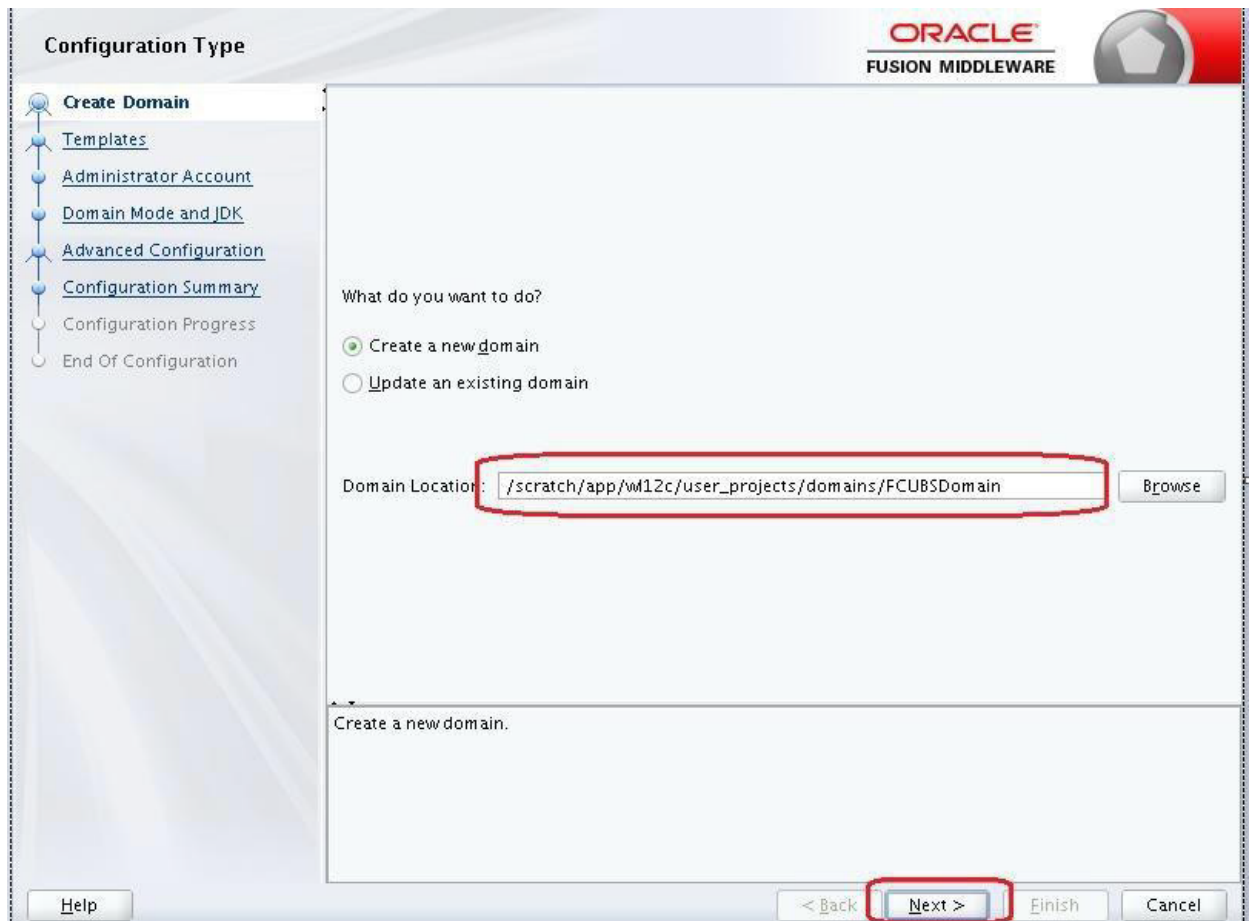 Configuration Type
ORACLE
FUSION MIDDLEWARE
Create Domain
Templates
Administrator Account
Domain Mode and JDK
Advanced Configuration
Configuration Summary
Configuration Progress
End Of Configuration
What do you want to do?
Create a new domain
Update an existing domain
Domain Location: /scratch/app/wl12c/user_projects/domains/FCUBSDomain Browse
Create a new domain.
Help < Back Next > Finish Cancel